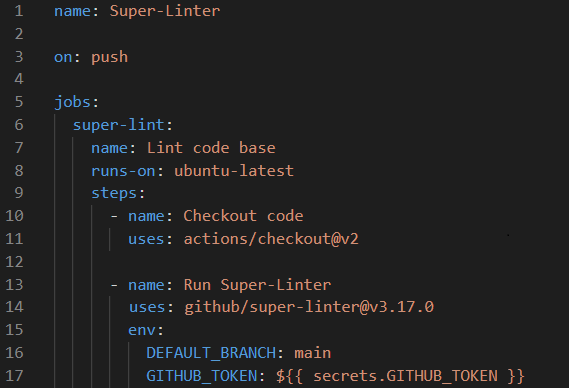 1 name: Super-Linter
2
3 on: push
4
5 jobs:
6   super-lint:
7     name: Lint code base
8     runs-on: ubuntu-latest
9     steps:
10       - name: Checkout code
11         uses: actions/checkout@v2
12
13       - name: Run Super-Linter
14         uses: github/super-linter@v3.17.0
15         env:
16           DEFAULT_BRANCH: main
17           GITHUB_TOKEN: ${{ secrets.GITHUB_TOKEN }}